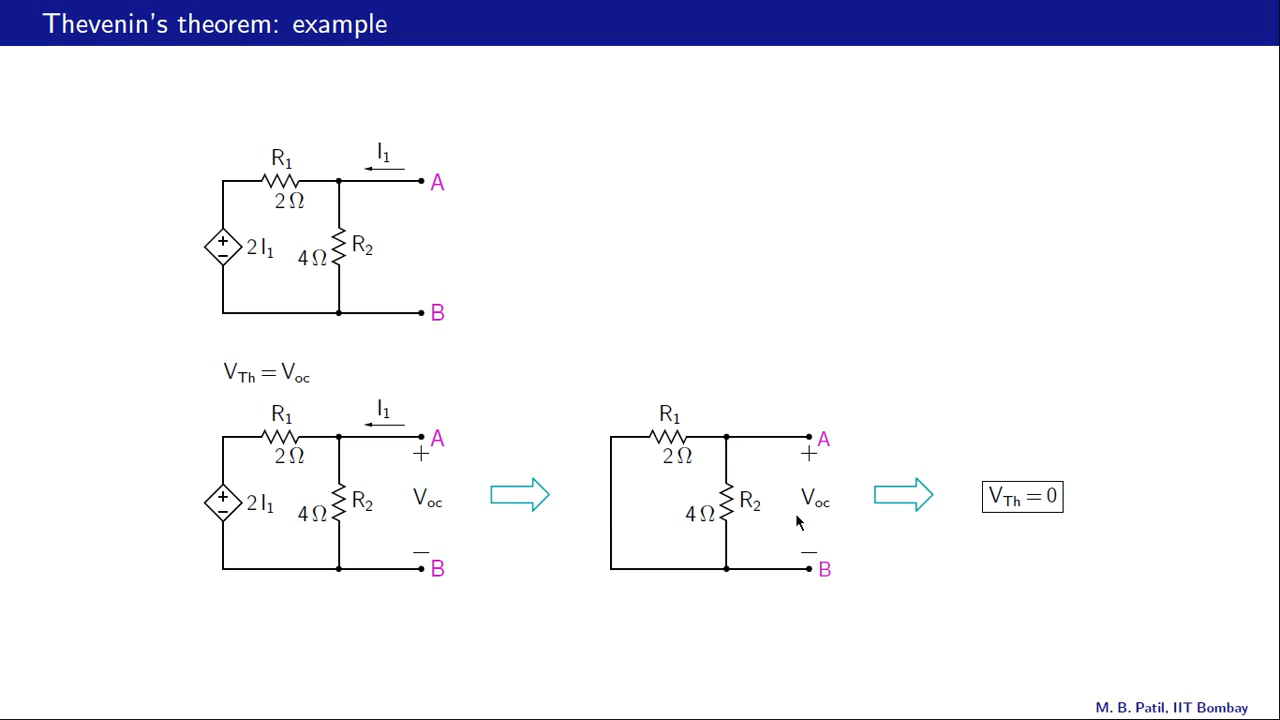 Thevenin's theorem: example
I₁
R₁
A
2 Ω
+
−
2 I₁
4 Ω
R₂
B
V_Th = V_oc
I₁
R₁
A
2 Ω
+
+
−
2 I₁
4 Ω
R₂
V_oc
−
B
R₁
A
2 Ω
+
4 Ω
R₂
V_oc
−
B
V_Th = 0
M. B. Patil, IIT Bombay